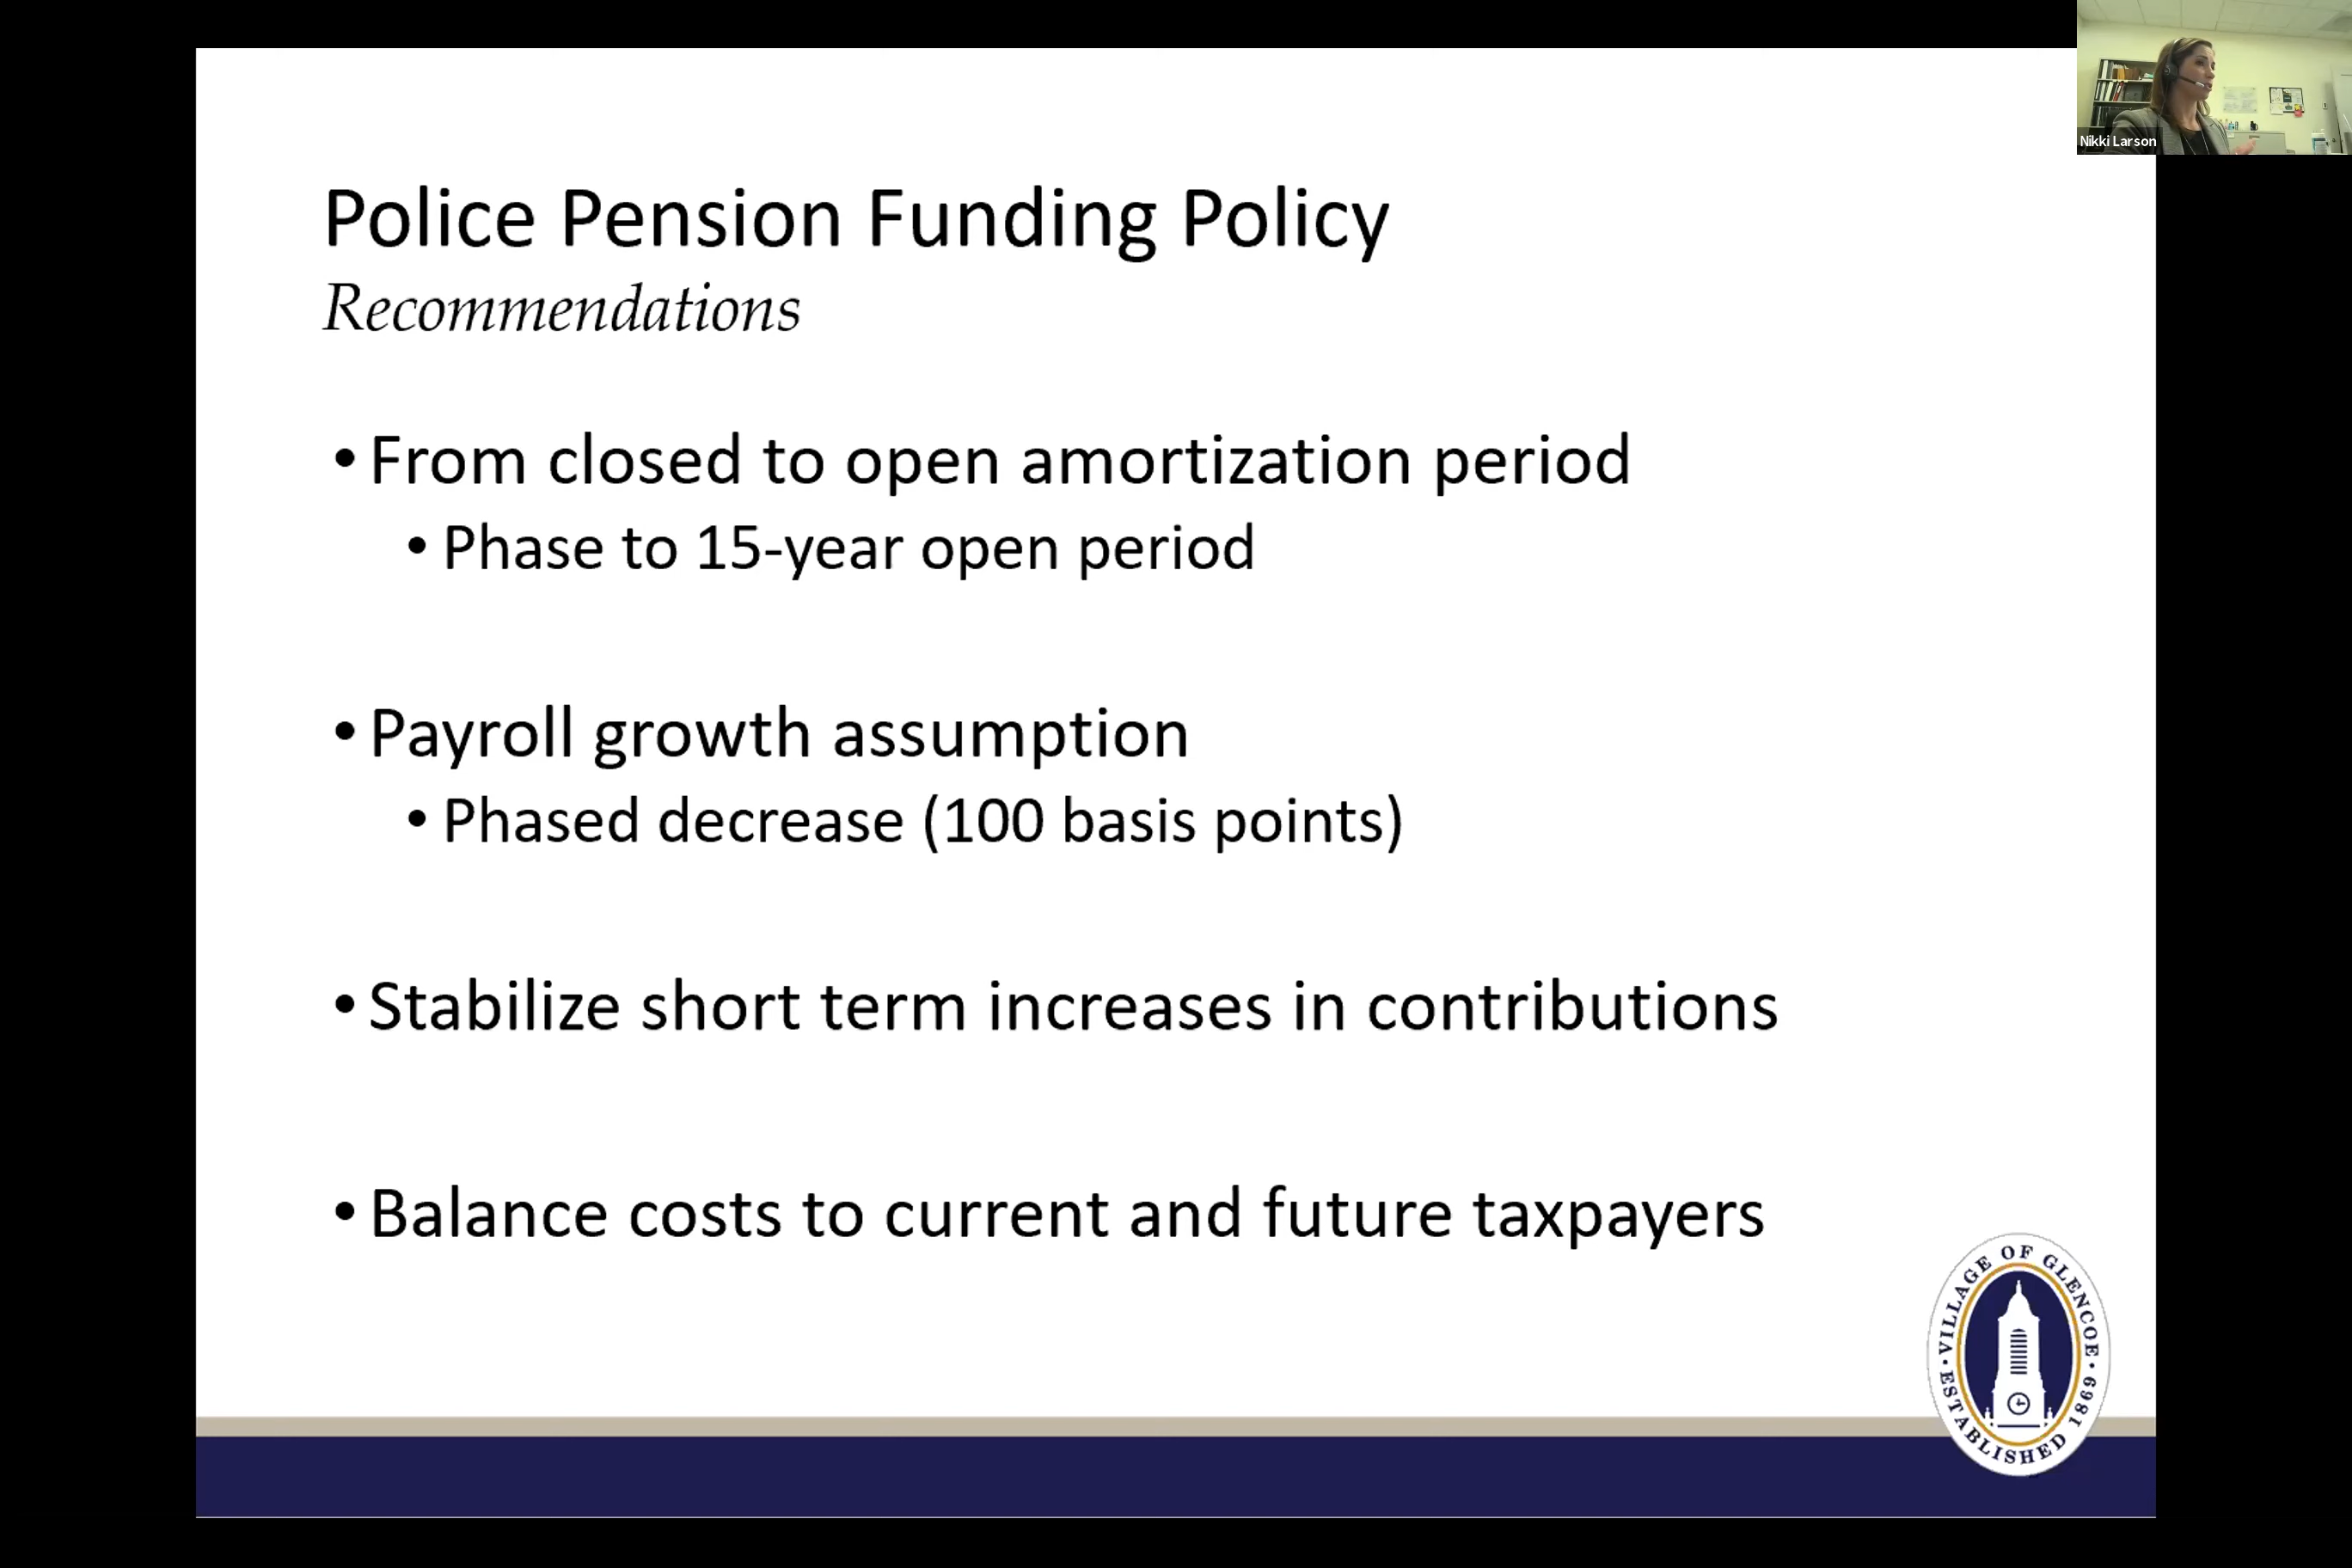 Nikki Larson
Police Pension Funding Policy
Recommendations
• From closed to open amortization period
• Phase to 15-year open period
• Payroll growth assumption
• Phased decrease (100 basis points)
• Stabilize short term increases in contributions
• Balance costs to current and future taxpayers
VILLAGE OF GLENCOE
ESTABLISHED 1869